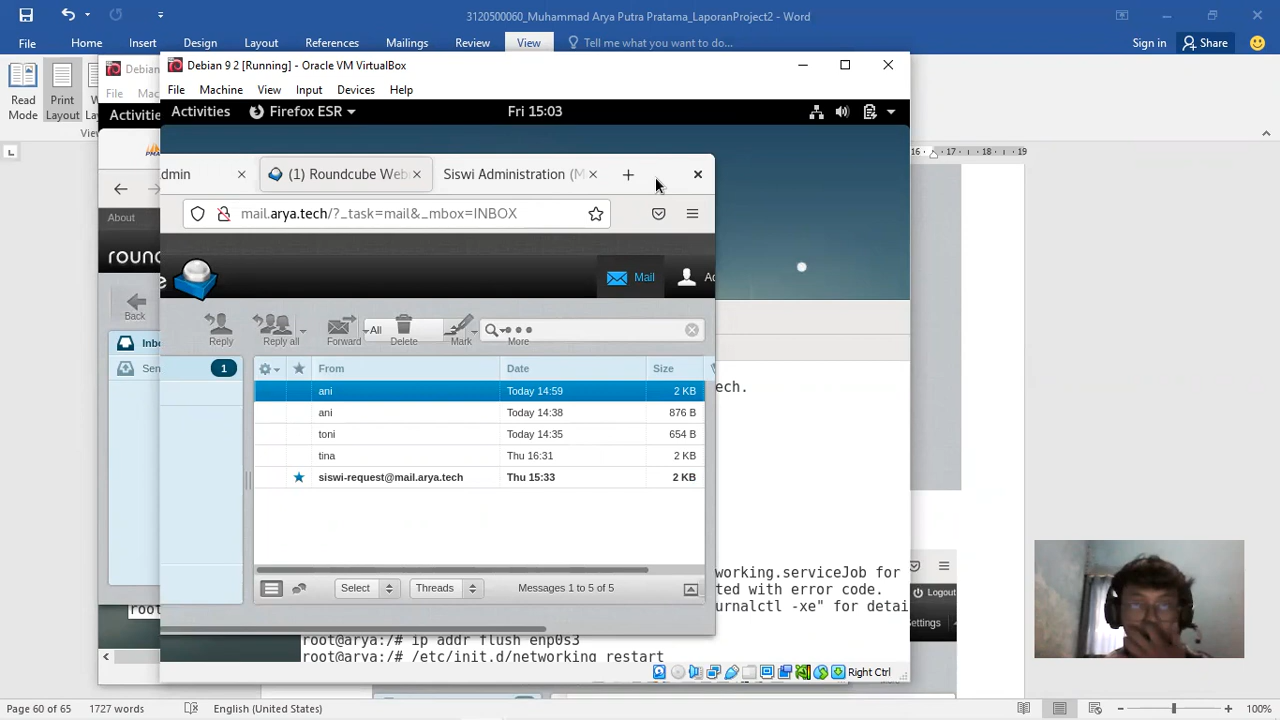 3120500060_Muhammad Arya Putra Pratama_LaporanProject2 - Word
File Home Insert Design Layout References Mailings Review View Tell me what you want to do... Sign in Share
Debian 9 2 [Running] - Oracle VM VirtualBox
File Machine View Input Devices Help
Read Mode
Print Layout
Activities Firefox ESR Fri 15:03
dmin (1) Roundcube Web Siswi Administration (M
mail.arya.tech/?_task=mail&_mbox=INBOX
About
Mail
Back
Reply Reply all Forward All Delete Mark More
Inb
Sen 1
From Date Size
ani Today 14:59 2 KB
ani Today 14:38 876 B
toni Today 14:35 654 B
tina Thu 16:31 2 KB
siswi-request@mail.arya.tech Thu 15:33 2 KB
Select Threads Messages 1 to 5 of 5
ech.
working.serviceJob for
ted with error code.
urnalctl -xe" for detai
root@arya:/# ip addr flush enp0s3
root@arya:/# /etc/init.d/networking restart
Logout
Settings
Right Ctrl
16 17 18 19
Page 60 of 65 1727 words English (United States) 100%